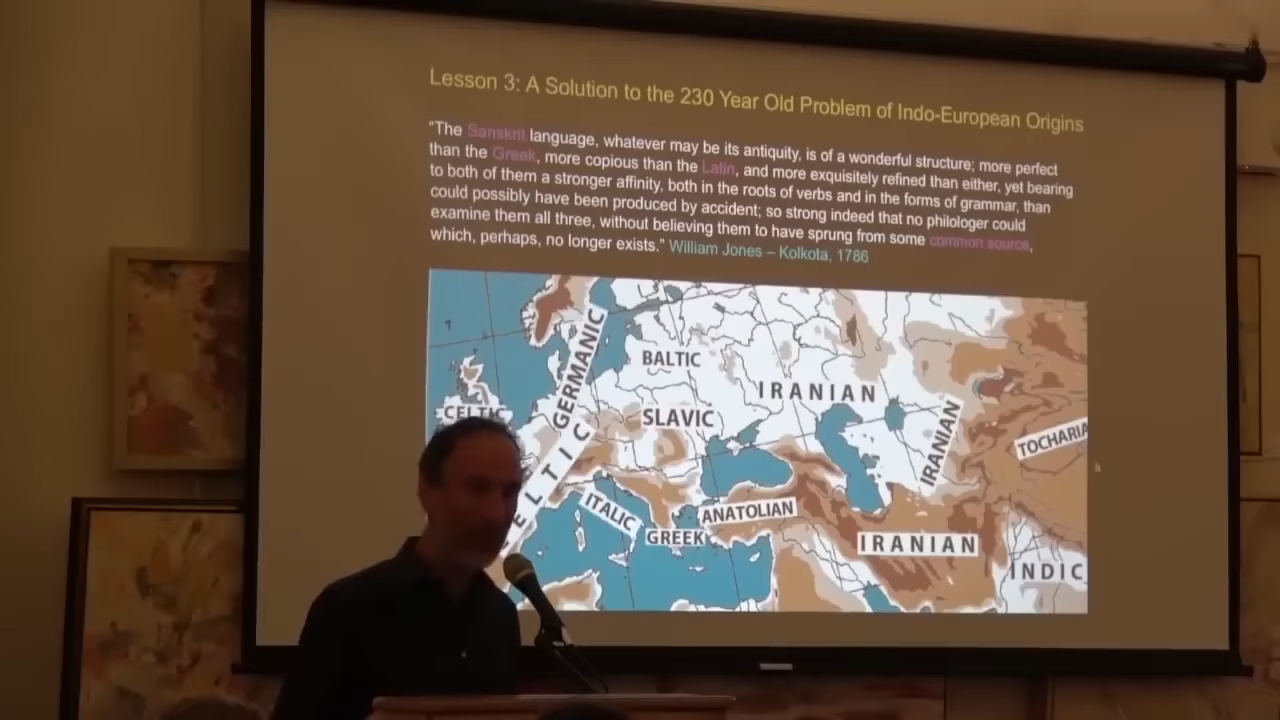 Lesson 3: A Solution to the 230 Year Old Problem of Indo-European Origins
"The Sanskrit language, whatever may be its antiquity, is of a wonderful structure; more perfect
than the Greek, more copious than the Latin, and more exquisitely refined than either, yet bearing
to both of them a stronger affinity, both in the roots of verbs and in the forms of grammar, than
could possibly have been produced by accident; so strong indeed that no philologer could
examine them all three, without believing them to have sprung from some common source,
which, perhaps, no longer exists." William Jones – Kolkota, 1786
GERMANIC
BALTIC
IRANIAN
CELTIC
SLAVIC
IRANIAN
TOCHARIA
ELTIC
ITALIC
ANATOLIAN
GREEK
IRANIAN
INDIC